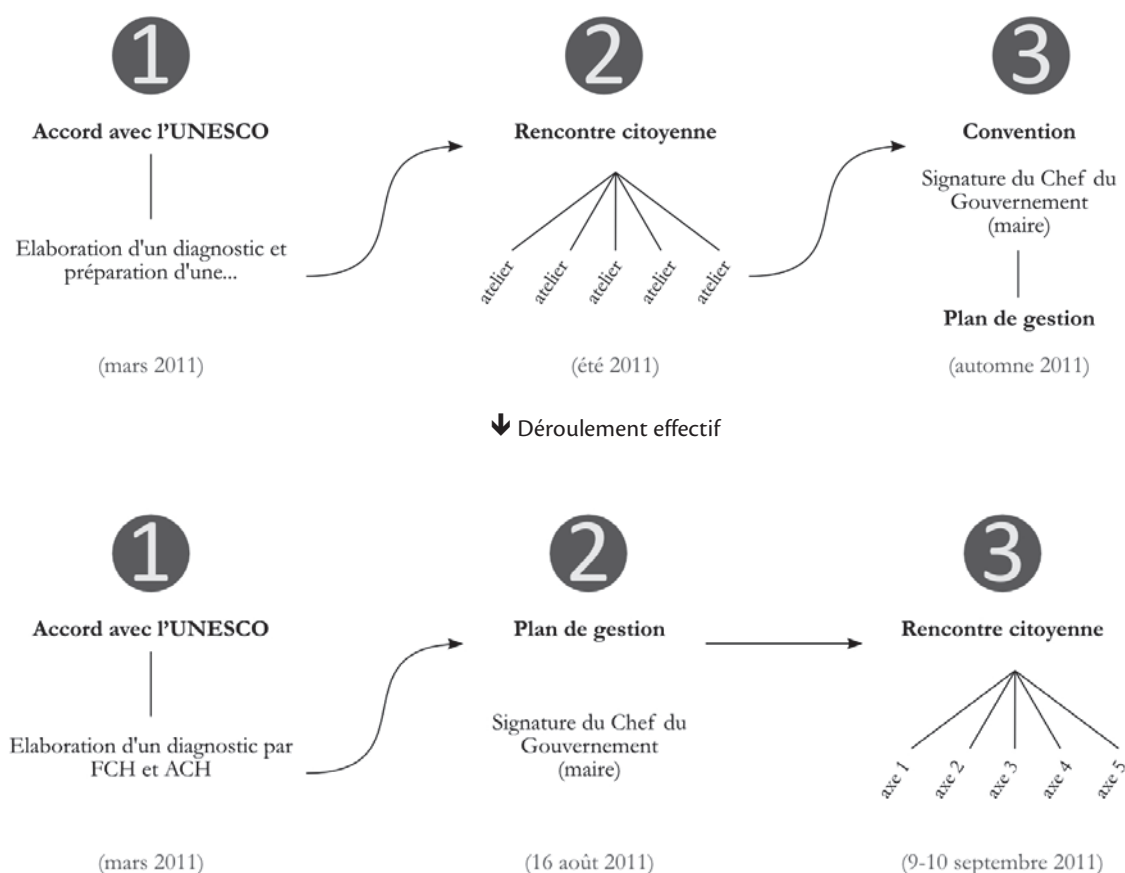 1
2
3
Accord avec l'UNESCO
Rencontre citoyenne
Convention
Signature du Chef du
Gouvernement
(maire)
Elaboration d'un diagnostic et
préparation d'une...
atelier
atelier
atelier
atelier
atelier
Plan de gestion
(mars 2011)
(été 2011)
(automne 2011)
🡻 Déroulement effectif
1
2
3
Accord avec l'UNESCO
Plan de gestion
Rencontre citoyenne
Elaboration d'un diagnostic par
FCH et ACH
Signature du Chef du
Gouvernement
(maire)
axe 1
axe 2
axe 3
axe 4
axe 5
(mars 2011)
(16 août 2011)
(9-10 septembre 2011)